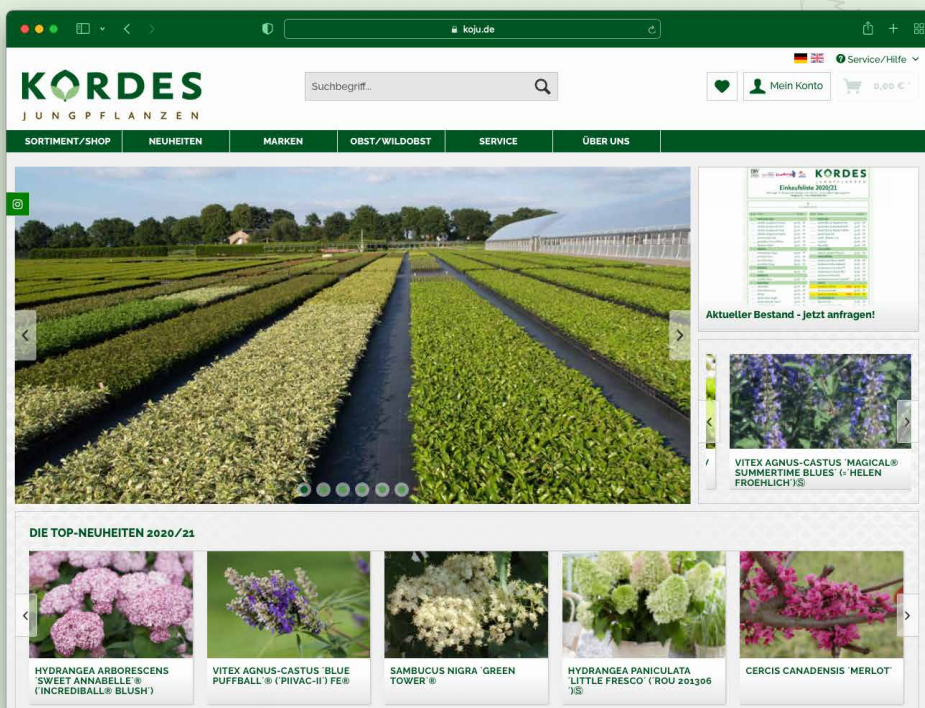 koju.de
Service/Hilfe
KORDES
JUNGPFLANZEN
Suchbegriff...
Mein Konto
0,00 € *
SORTIMENT/SHOP
NEUHEITEN
MARKEN
OBST/WILDOBST
SERVICE
ÜBER UNS
KORDES
Einkaufsliste 2020/21
Aktueller Bestand - jetzt anfragen!
VITEX AGNUS-CASTUS ´MAGICAL®
SUMMERTIME BLUES´ (=´HELEN
FROEHLICH´)Ⓢ
DIE TOP-NEUHEITEN 2020/21
HYDRANGEA ARBORESCENS
´SWEET ANNABELLE´®
(´INCREDIBALL® BLUSH´)
VITEX AGNUS-CASTUS ´BLUE
PUFFBALL´® (´PIIVAC-II´) FE®
SAMBUCUS NIGRA ´GREEN
TOWER´®
HYDRANGEA PANICULATA
´LITTLE FRESCO´ (´ROU 201306
´)Ⓢ
CERCIS CANADENSIS ´MERLOT´